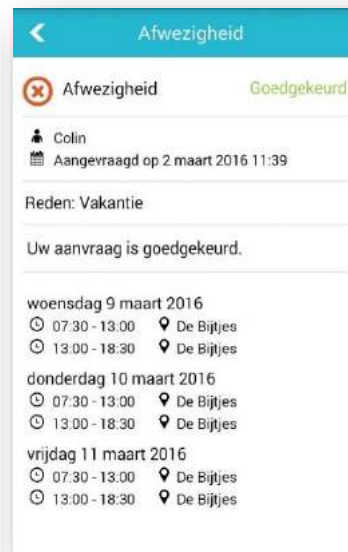 Afwezigheid
Afwezigheid Goedgekeurd
Colin
Aangevraagd op 2 maart 2016 11:39
Reden: Vakantie
Uw aanvraag is goedgekeurd.
woensdag 9 maart 2016
07:30 - 13:00 De Bijtjes
13:00 - 18:30 De Bijtjes
donderdag 10 maart 2016
07:30 - 13:00 De Bijtjes
13:00 - 18:30 De Bijtjes
vrijdag 11 maart 2016
07:30 - 13:00 De Bijtjes
13:00 - 18:30 De Bijtjes